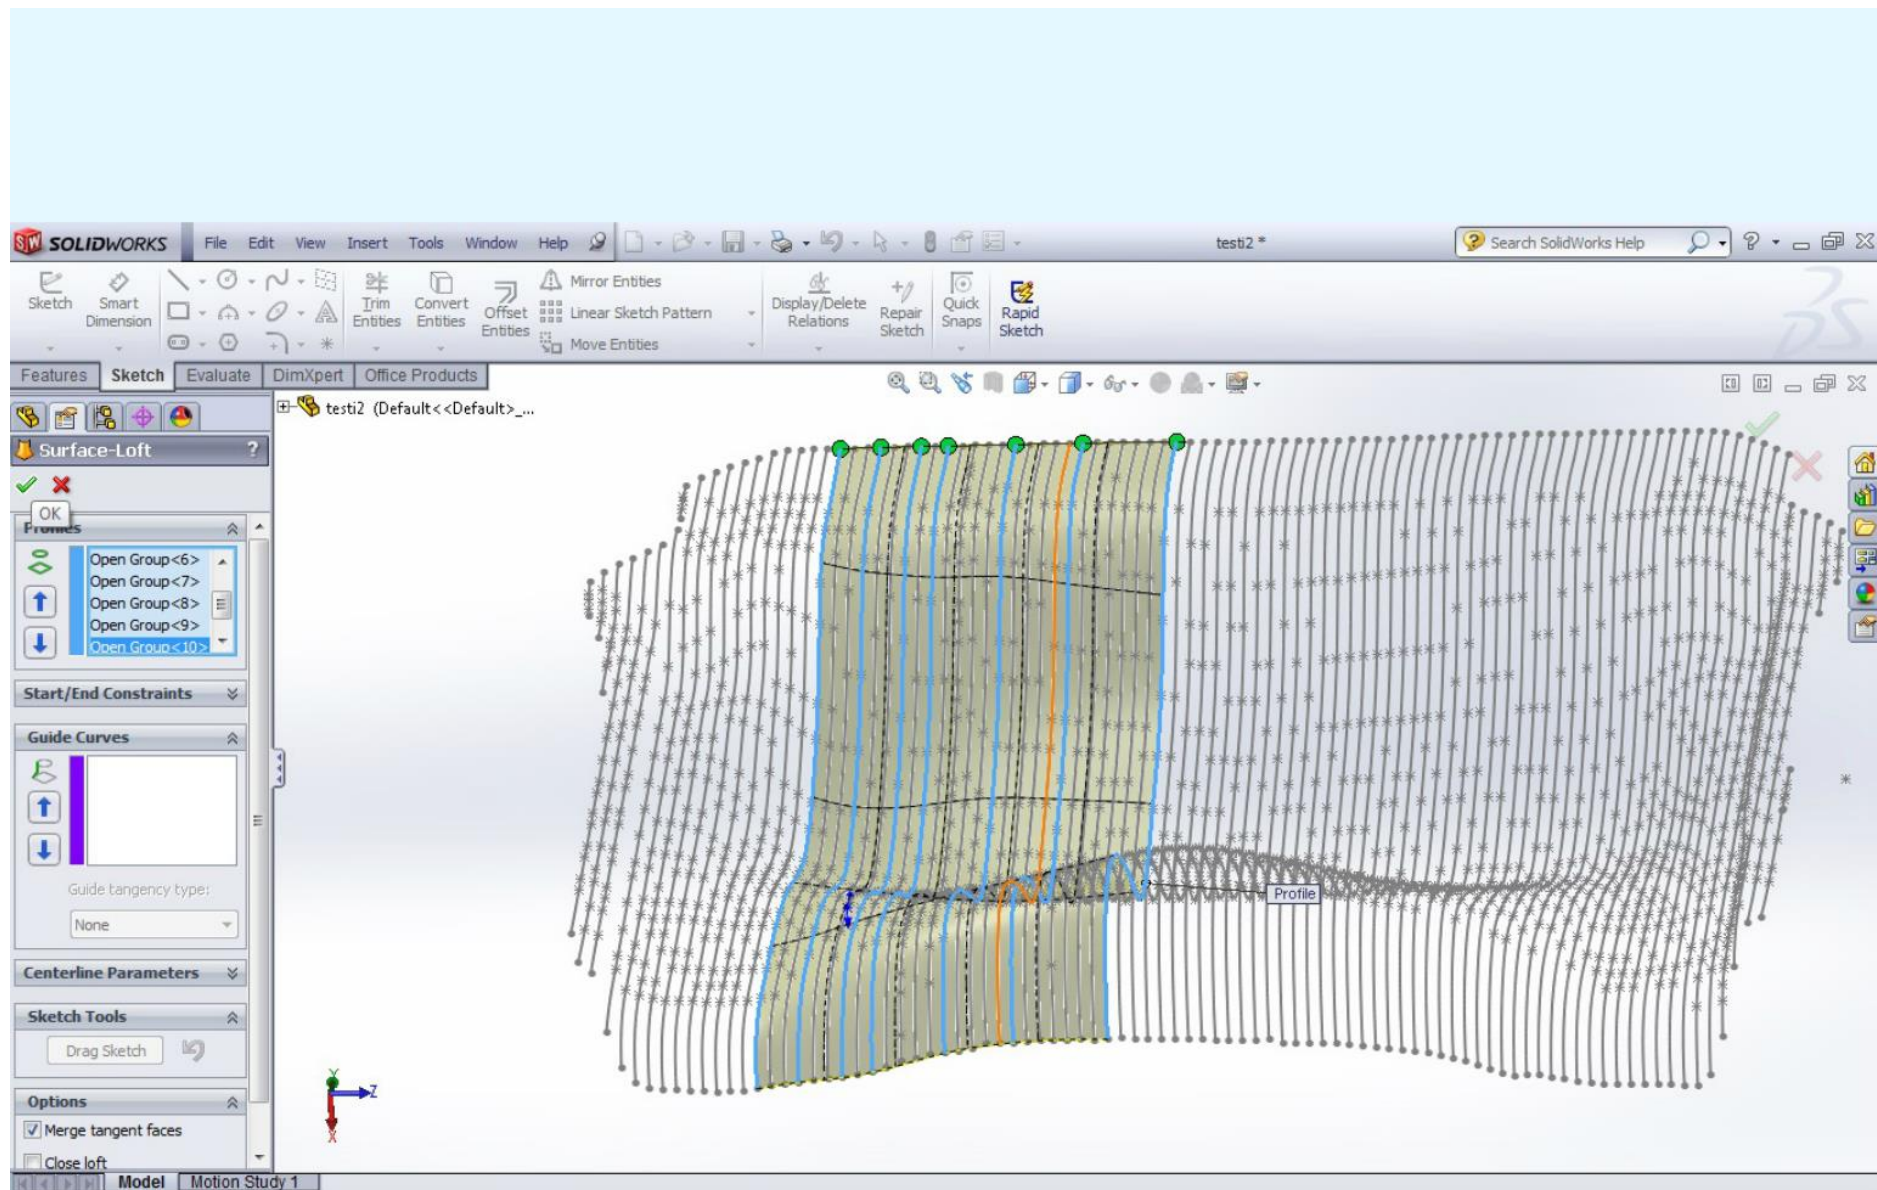 SOLIDWORKS File Edit View Insert Tools Window Help testi2 * Search SolidWorks Help ?
Sketch Smart Dimension Trim Entities Convert Entities Offset Entities
Mirror Entities
Linear Sketch Pattern
Move Entities
Display/Delete Relations Repair Sketch Quick Snaps Rapid Sketch
Features Sketch Evaluate DimXpert Office Products
testi2 (Default<<Default>_...
Surface-Loft ?
OK
Profiles
Open Group<6>
Open Group<7>
Open Group<8>
Open Group<9>
Open Group<10>
Start/End Constraints
Guide Curves
Guide tangency type:
None
Centerline Parameters
Sketch Tools
Drag Sketch
Options
Merge tangent faces
Close loft
Profile
Y
Z
X
Model Motion Study 1